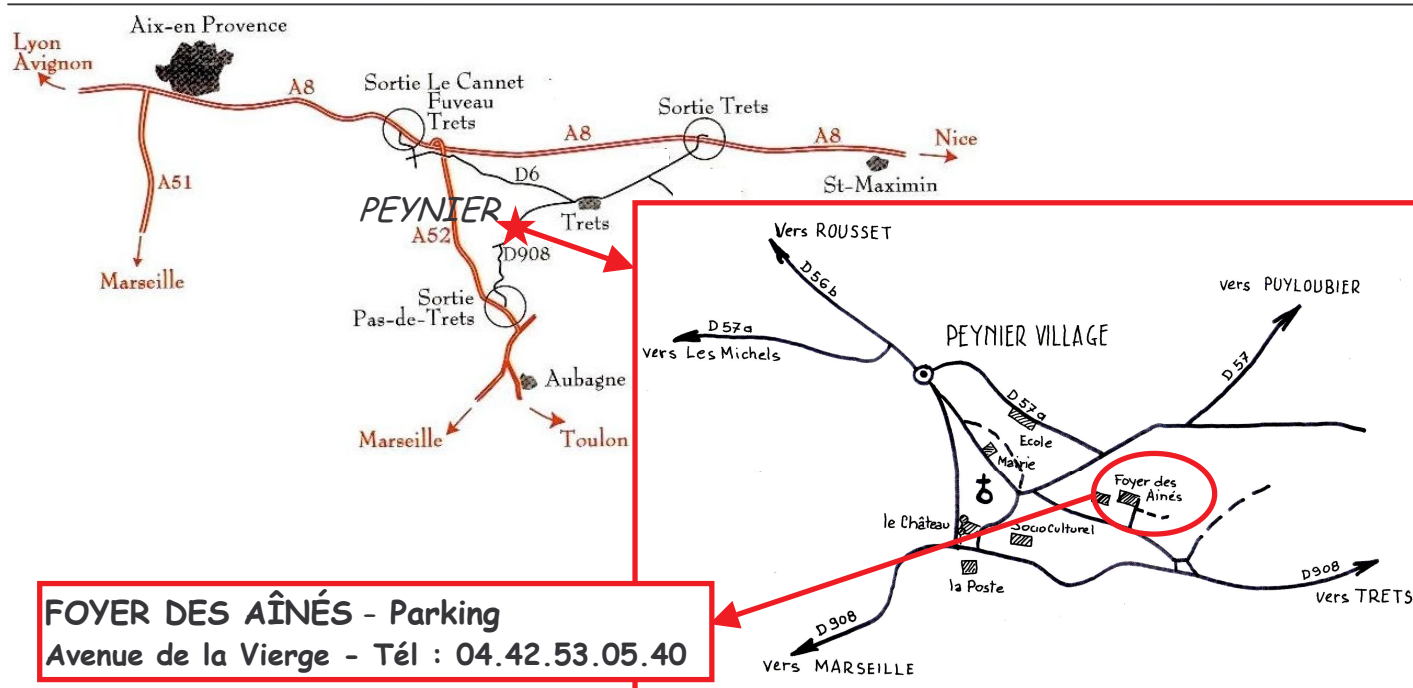 Aix-en Provence
Lyon
Avignon
A8
Sortie Le Cannet
Fuveau
Trets
Sortie Trets
A8
A8
Nice
St-Maximin
A51
D6
Trets
PEYNIER
A52
D908
Marseille
Sortie
Pas-de-Trets
Aubagne
Marseille
Toulon
Vers ROUSSET
D56b
vers PUYLOUBIER
D57a
vers Les Michels
PEYNIER VILLAGE
D57
D57a
Ecole
Mairie
Foyer des
Ainés
le Château
Socioculturel
la Poste
D908
vers TRETS
D908
vers MARSEILLE
FOYER DES AÎNÉS - Parking
Avenue de la Vierge - Tél : 04.42.53.05.40